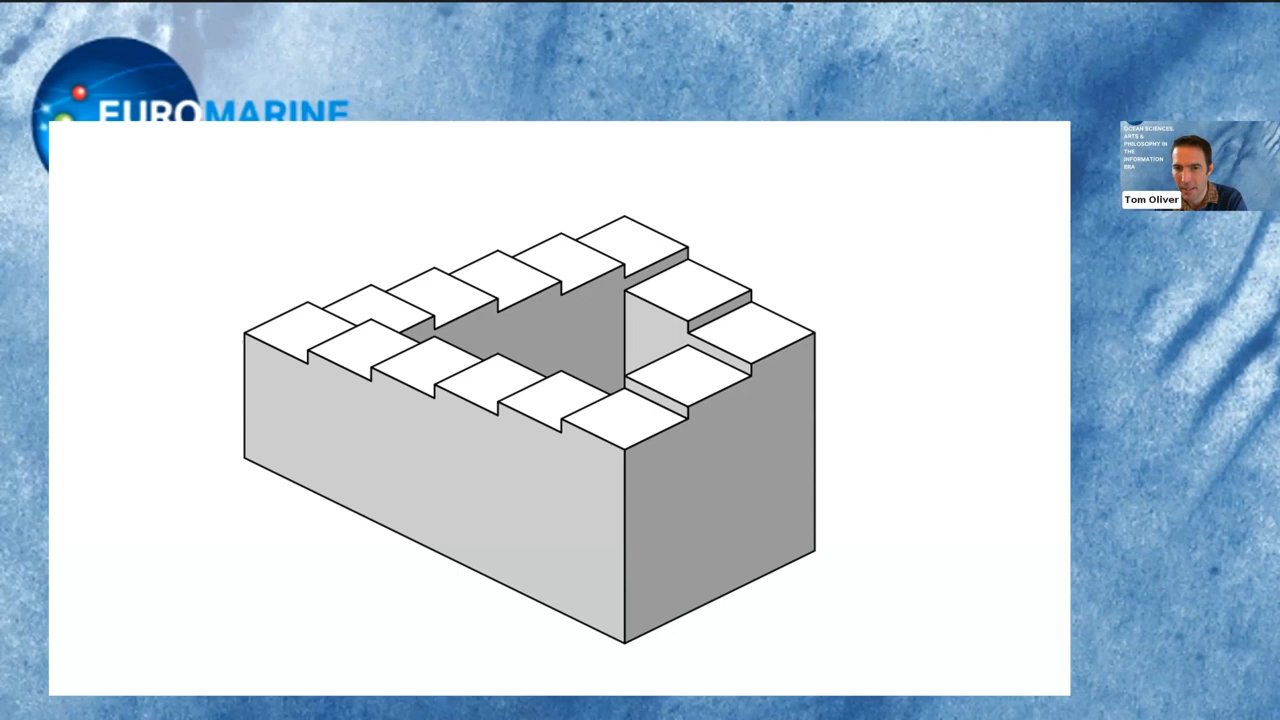 EUROMARINE
OCEAN SCIENCES,
ARTS &
PHILOSOPHY IN
THE
INFORMATION
ERA
Tom Oliver